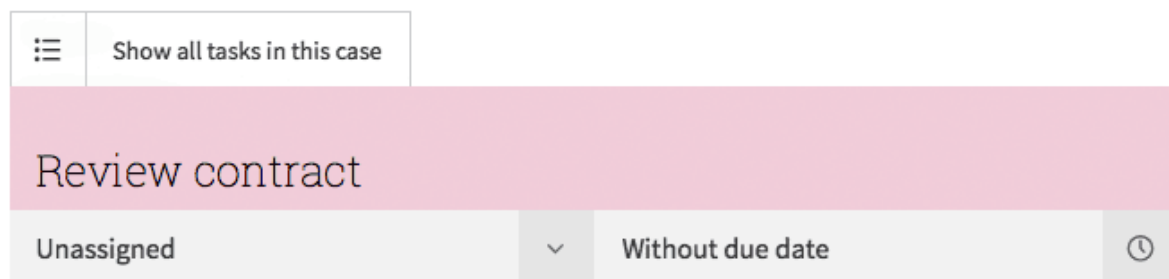 Show all tasks in this case
Review contract
Unassigned
Without due date